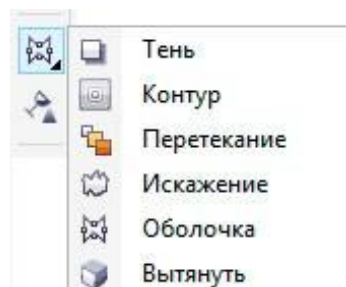 Тень
Контур
Перетекание
Искажение
Оболочка
Вытянуть